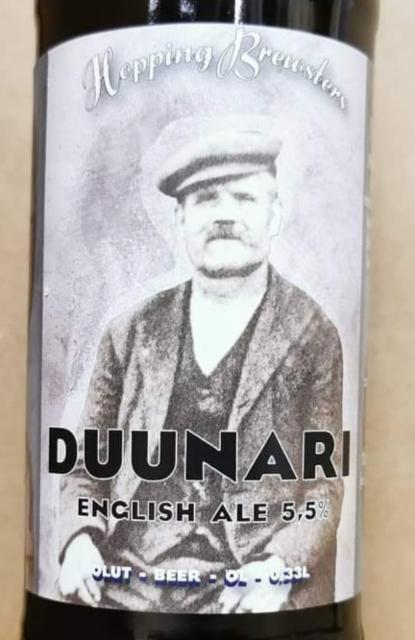 Hopping Brewsters
DUUNARI
ENGLISH ALE 5,5%
OLUT - BEER - ÖL - 0,33L